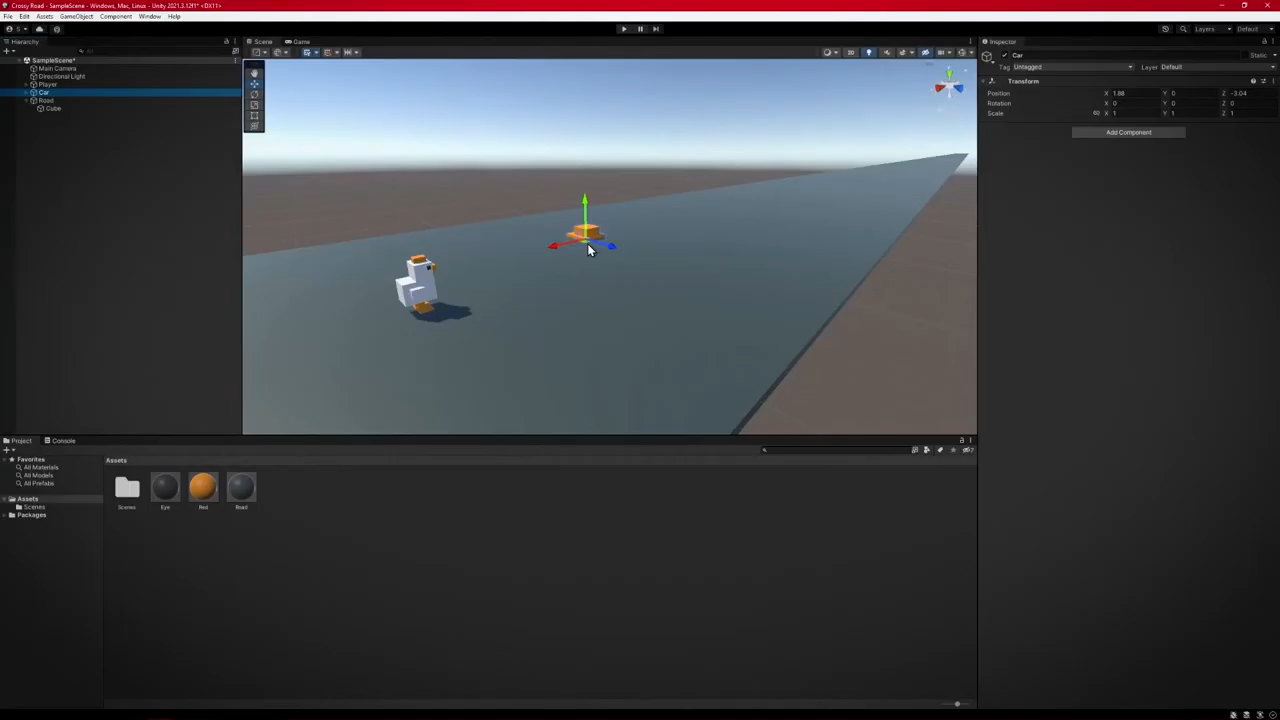 Crossy Road - SampleScene - Windows, Mac, Linux - Unity 2021.3.12f1* <DX11>
File Edit Assets GameObject Component Window Help
Layers Default
Hierarchy Scene Game Inspector
All
2D
SampleScene*
Main Camera
Directional Light
Player
Car
Road
Cube
Car Static
Tag Untagged Layer Default
Transform
Position X 1.88 Y 0 Z -3.04
Rotation X 0 Y 0 Z 0
Scale X 1 Y 1 Z 1
Add Component
Project Console
Favorites
All Materials
All Models
All Prefabs
Assets
Scenes
Packages
Assets
Scenes Eye Red Road